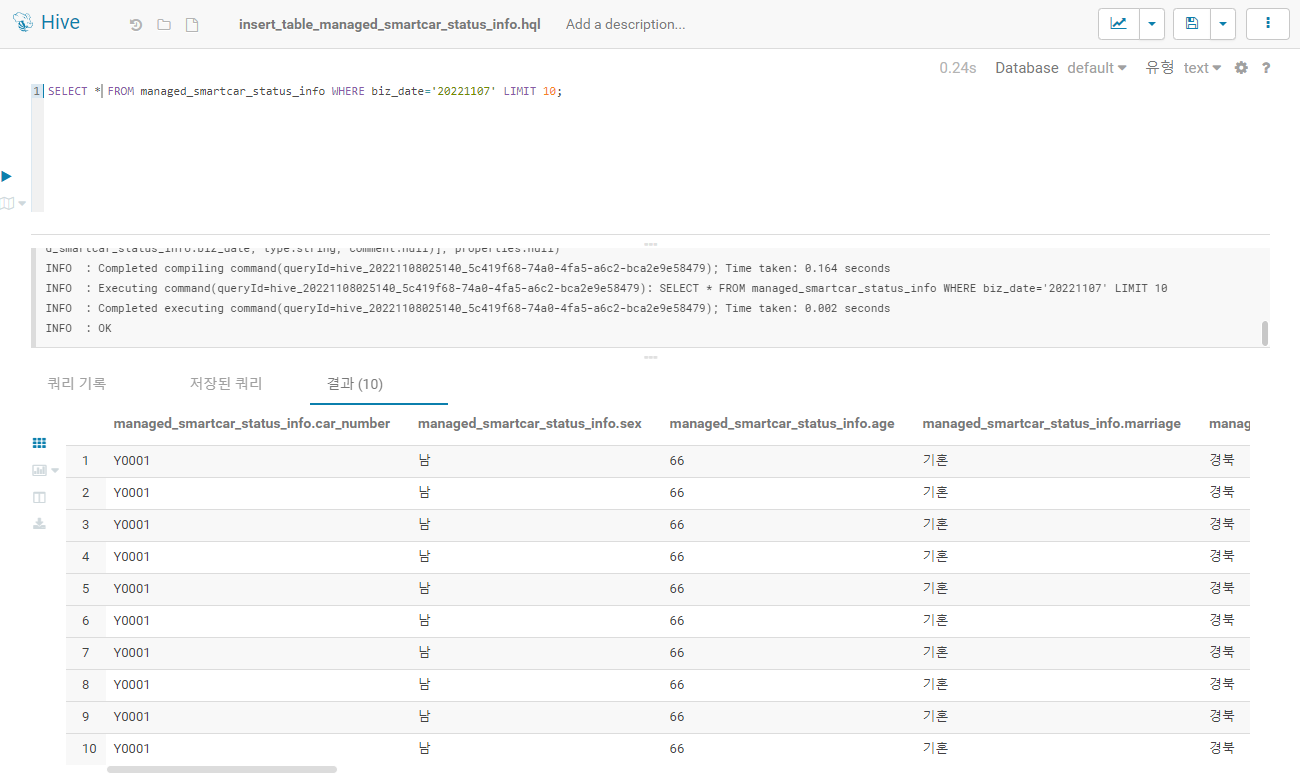 Hive insert_table_managed_smartcar_status_info.hql Add a description...
0.24s Database default 유형 text ?
1 SELECT * FROM managed_smartcar_status_info WHERE biz_date='20221107' LIMIT 10;
d_smartcar_status_info.biz_date, type:string, comment:null)], properties:null)
INFO : Completed compiling command(queryId=hive_20221108025140_5c419f68-74a0-4fa5-a6c2-bca2e9e58479); Time taken: 0.164 seconds
INFO : Executing command(queryId=hive_20221108025140_5c419f68-74a0-4fa5-a6c2-bca2e9e58479): SELECT * FROM managed_smartcar_status_info WHERE biz_date='20221107' LIMIT 10
INFO : Completed executing command(queryId=hive_20221108025140_5c419f68-74a0-4fa5-a6c2-bca2e9e58479); Time taken: 0.002 seconds
INFO : OK
쿼리 기록 저장된 쿼리 결과 (10)
managed_smartcar_status_info.car_number managed_smartcar_status_info.sex managed_smartcar_status_info.age managed_smartcar_status_info.marriage manag
1 Y0001 남 66 기혼 경북
2 Y0001 남 66 기혼 경북
3 Y0001 남 66 기혼 경북
4 Y0001 남 66 기혼 경북
5 Y0001 남 66 기혼 경북
6 Y0001 남 66 기혼 경북
7 Y0001 남 66 기혼 경북
8 Y0001 남 66 기혼 경북
9 Y0001 남 66 기혼 경북
10 Y0001 남 66 기혼 경북